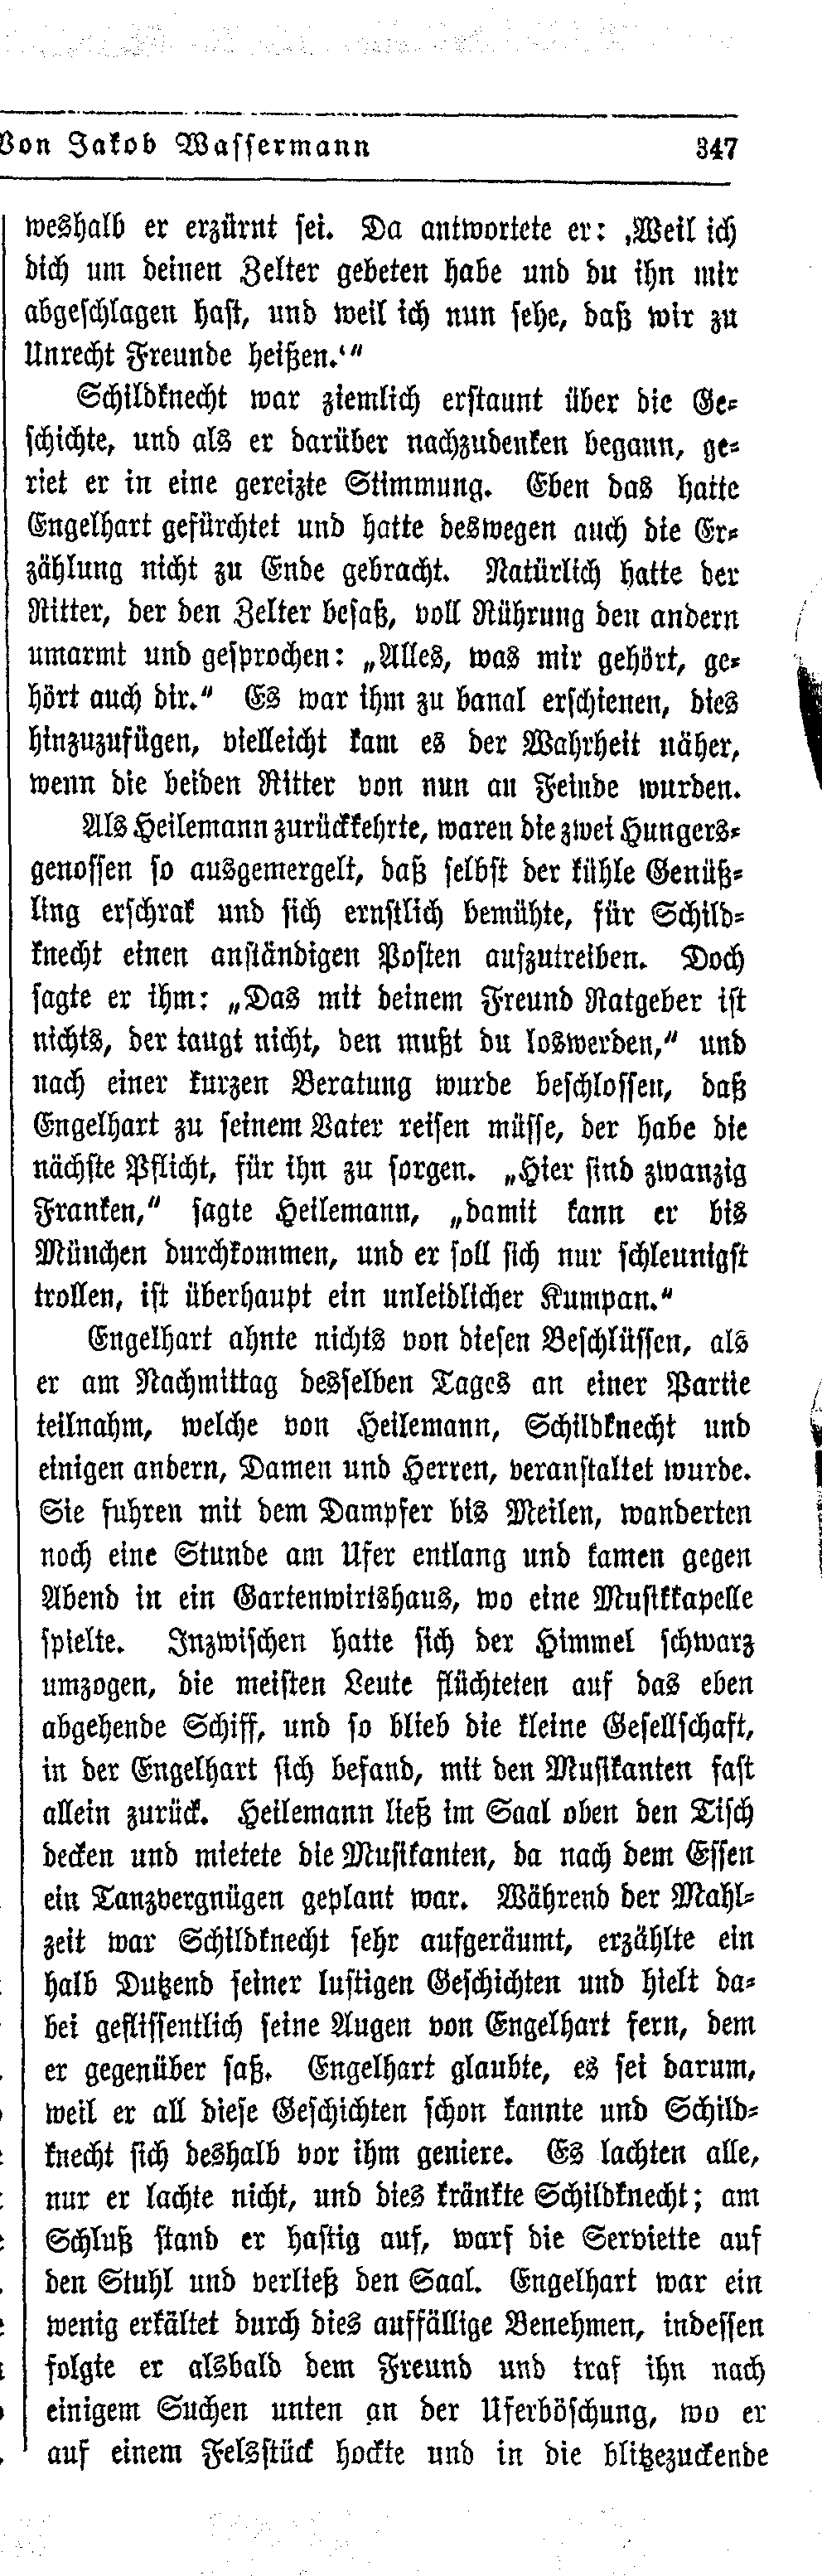 Von Jakob Wassermann 347
weshalb er erzürnt sei. Da antwortete er: ‚Weil ich
dich um deinen Zelter gebeten habe und du ihn mir
abgeschlagen hast, und weil ich nun sehe, daß wir zu
Unrecht Freunde heißen.‘“
Schildknecht war ziemlich erstaunt über die Ge-
schichte, und als er darüber nachzudenken begann, ge-
riet er in eine gereizte Stimmung. Eben das hatte
Engelhart gefürchtet und hatte deswegen auch die Er-
zählung nicht zu Ende gebracht. Natürlich hatte der
Ritter, der den Zelter besaß, voll Rührung den andern
umarmt und gesprochen: „Alles, was mir gehört, ge-
hört auch dir.“ Es war ihm zu banal erschienen, dies
hinzuzufügen, vielleicht kam es der Wahrheit näher,
wenn die beiden Ritter von nun an Feinde wurden.
Als Heilemann zurückkehrte, waren die zwei Hungers-
genossen so ausgemergelt, daß selbst der kühle Genüß-
ling erschrak und sich ernstlich bemühte, für Schild-
knecht einen anständigen Posten aufzutreiben. Doch
sagte er ihm: „Das mit deinem Freund Ratgeber ist
nichts, der taugt nicht, den mußt du loswerden,“ und
nach einer kurzen Beratung wurde beschlossen, daß
Engelhart zu seinem Vater reisen müsse, der habe die
nächste Pflicht, für ihn zu sorgen. „Hier sind zwanzig
Franken,“ sagte Heilemann, „damit kann er bis
München durchkommen, und er soll sich nur schleunigst
trollen, ist überhaupt ein unleidlicher Kumpan.“
Engelhart ahnte nichts von diesen Beschlüssen, als
er am Nachmittag desselben Tages an einer Partie
teilnahm, welche von Heilemann, Schildknecht und
einigen andern, Damen und Herren, veranstaltet wurde.
Sie fuhren mit dem Dampfer bis Meilen, wanderten
noch eine Stunde am Ufer entlang und kamen gegen
Abend in ein Gartenwirtshaus, wo eine Musikkapelle
spielte. Inzwischen hatte sich der Himmel schwarz
umzogen, die meisten Leute flüchteten auf das eben
abgehende Schiff, und so blieb die kleine Gesellschaft,
in der Engelhart sich befand, mit den Musikanten fast
allein zurück. Heilemann ließ im Saal oben den Tisch
decken und mietete die Musikanten, da nach dem Essen
ein Tanzvergnügen geplant war. Während der Mahl-
zeit war Schildknecht sehr aufgeräumt, erzählte ein
halb Dutzend seiner lustigen Geschichten und hielt da-
bei geflissentlich seine Augen von Engelhart fern, dem
er gegenüber saß. Engelhart glaubte, es sei darum,
weil er all diese Geschichten schon kannte und Schild-
knecht sich deshalb vor ihm geniere. Es lachten alle,
nur er lachte nicht, und dies kränkte Schildknecht; am
Schluß stand er hastig auf, warf die Serviette auf
den Stuhl und verließ den Saal. Engelhart war ein
wenig erkältet durch dies auffällige Benehmen, indessen
folgte er alsbald dem Freund und traf ihn nach
einigem Suchen unten an der Uferböschung, wo er
auf einem Felsstück hockte und in die blitzezuckende